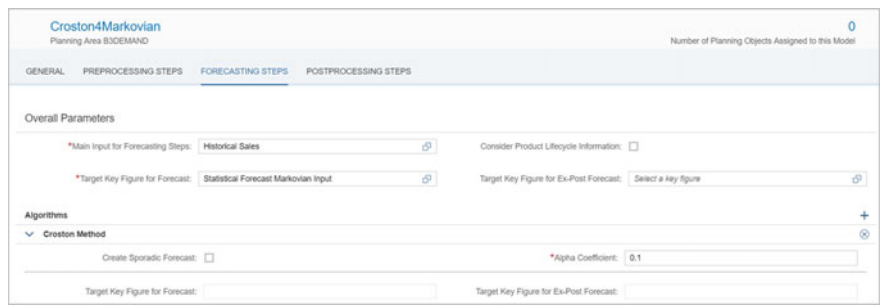 Croston4Markovian
0
Planning Area B3DEMAND
Number of Planning Objects Assigned to this Model
GENERAL PREPROCESSING STEPS FORECASTING STEPS POSTPROCESSING STEPS
Overall Parameters
*Main Input for Forecasting Steps: Historical Sales Consider Product Lifecycle Information:
*Target Key Figure for Forecast: Statistical Forecast Markovian Input Target Key Figure for Ex-Post Forecast: Select a key figure
Algorithms +
Croston Method
Create Sporadic Forecast: *Alpha Coefficient: 0.1
Target Key Figure for Forecast: Target Key Figure for Ex-Post Forecast: